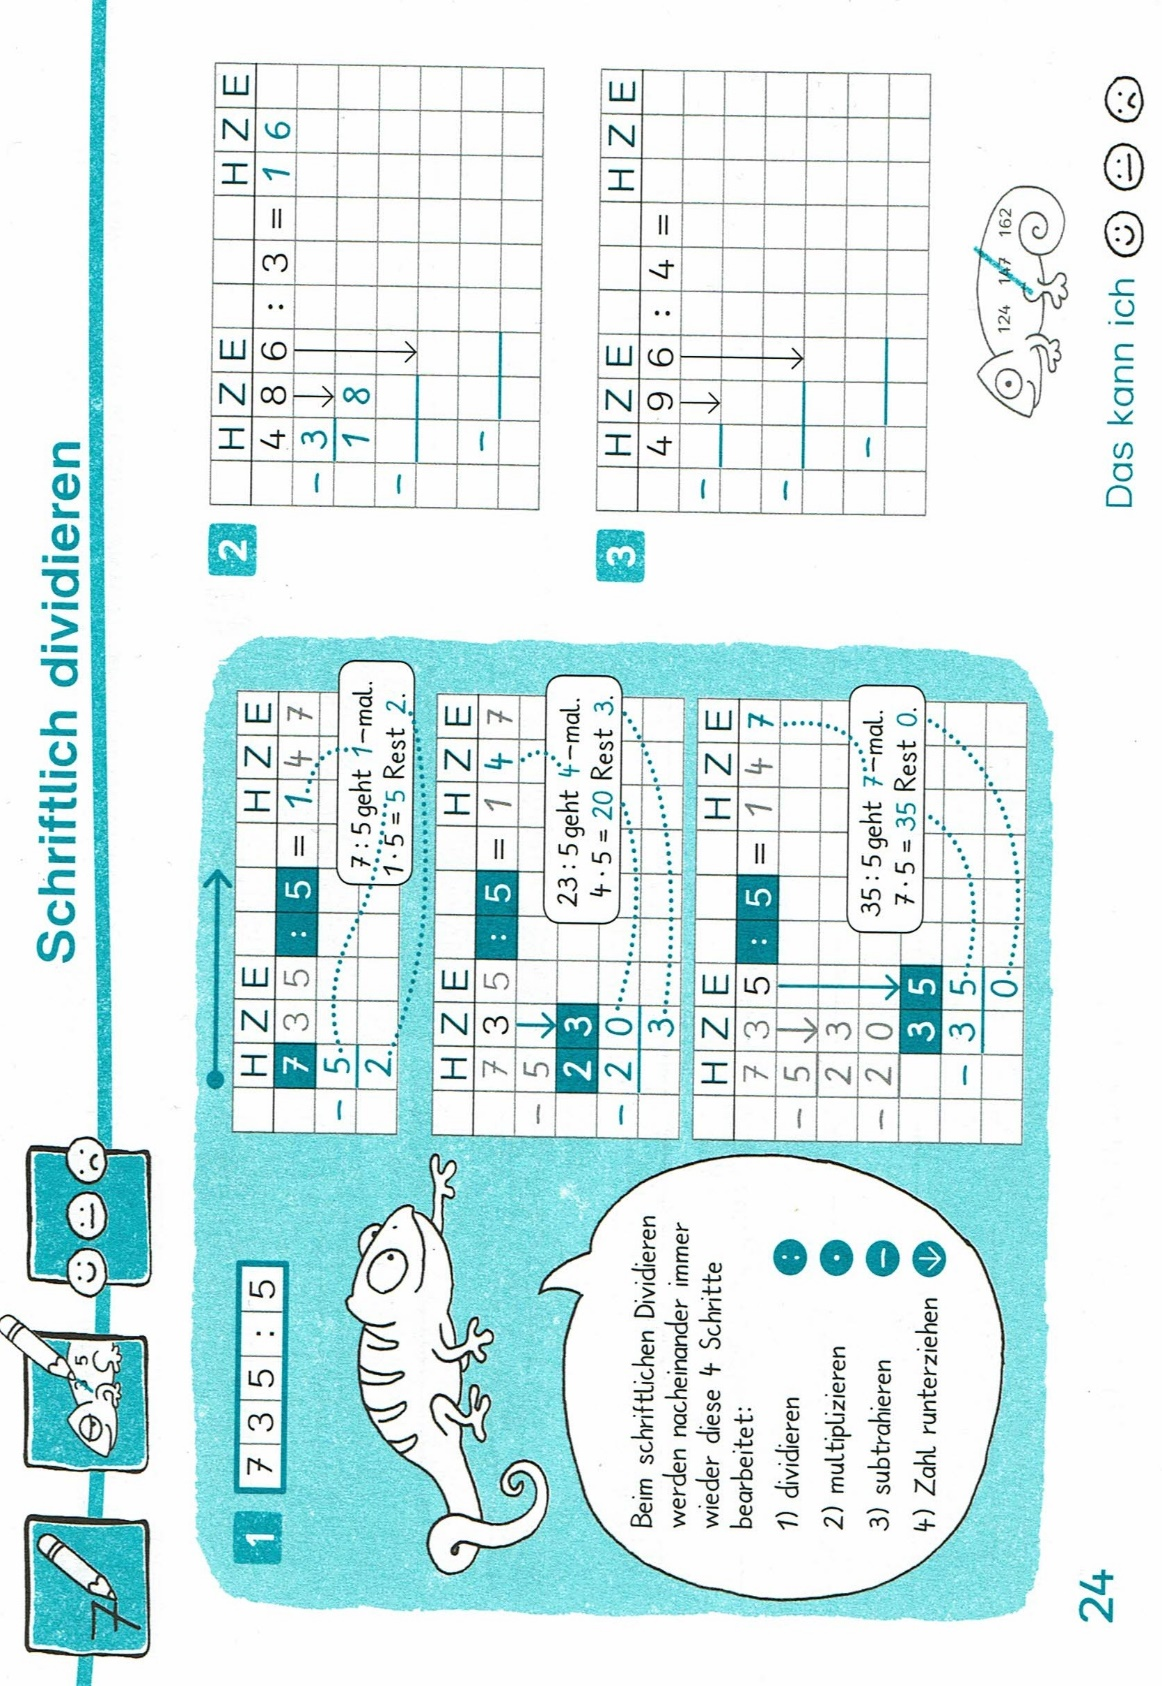 Schriftlich dividieren
7
3 5
1
7 3 5 : 5
Beim schriftlichen Dividieren
werden nacheinander immer
wieder diese 4 Schritte
bearbeitet:
1) dividieren :
2) multiplizieren ·
3) subtrahieren –
4) Zahl runterziehen ↓
H Z E H Z E
7 3 5 : 5 = 1 4 7
– 5
2
7 : 5 geht 1-mal.
1 · 5 = 5 Rest 2.
H Z E H Z E
7 3 5 : 5 = 1 4 7
– 5
2 3
– 2 0
3
23 : 5 geht 4-mal.
4 · 5 = 20 Rest 3.
H Z E H Z E
7 3 5 : 5 = 1 4 7
– 5
2 3
– 2 0
3 5
– 3 5
0
35 : 5 geht 7-mal.
7 · 5 = 35 Rest 0.
2
H Z E H Z E
4 8 6 : 3 = 1 6
– 3
1 8
–
–
3
H Z E H Z E
4 9 6 : 4 =
–
–
–
124 147 162
24
Das kann ich